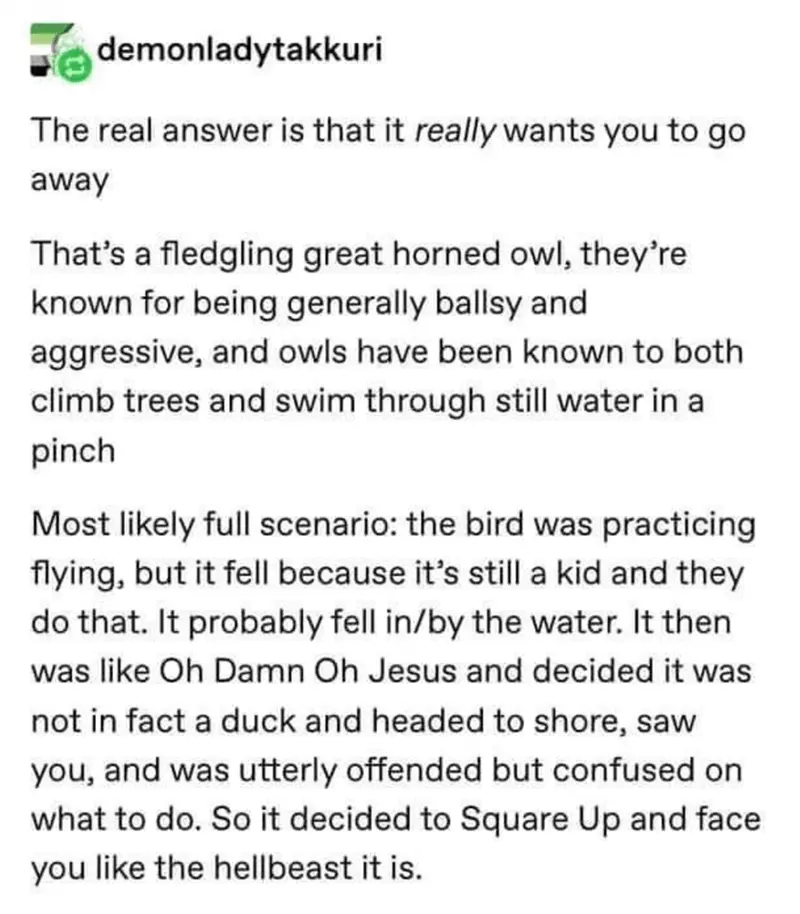 demonladytakkuri
The real answer is that it really wants you to go
away
That's a fledgling great horned owl, they're
known for being generally ballsy and
aggressive, and owls have been known to both
climb trees and swim through still water in a
pinch
Most likely full scenario: the bird was practicing
flying, but it fell because it's still a kid and they
do that. It probably fell in/by the water. It then
was like Oh Damn Oh Jesus and decided it was
not in fact a duck and headed to shore, saw
you, and was utterly offended but confused on
what to do. So it decided to Square Up and face
you like the hellbeast it is.